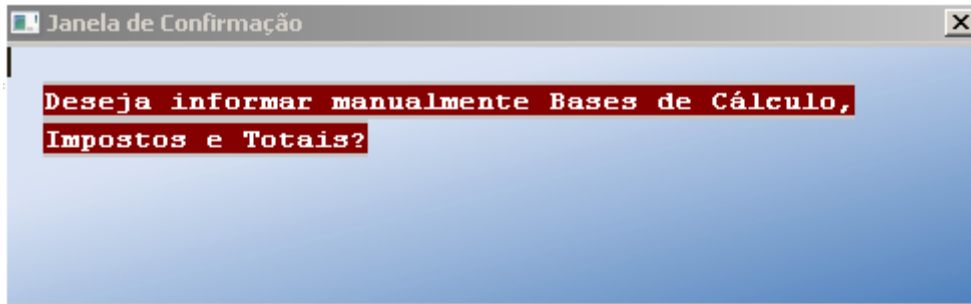 Janela de Confirmação
Deseja informar manualmente Bases de Cálculo,
Impostos e Totais?